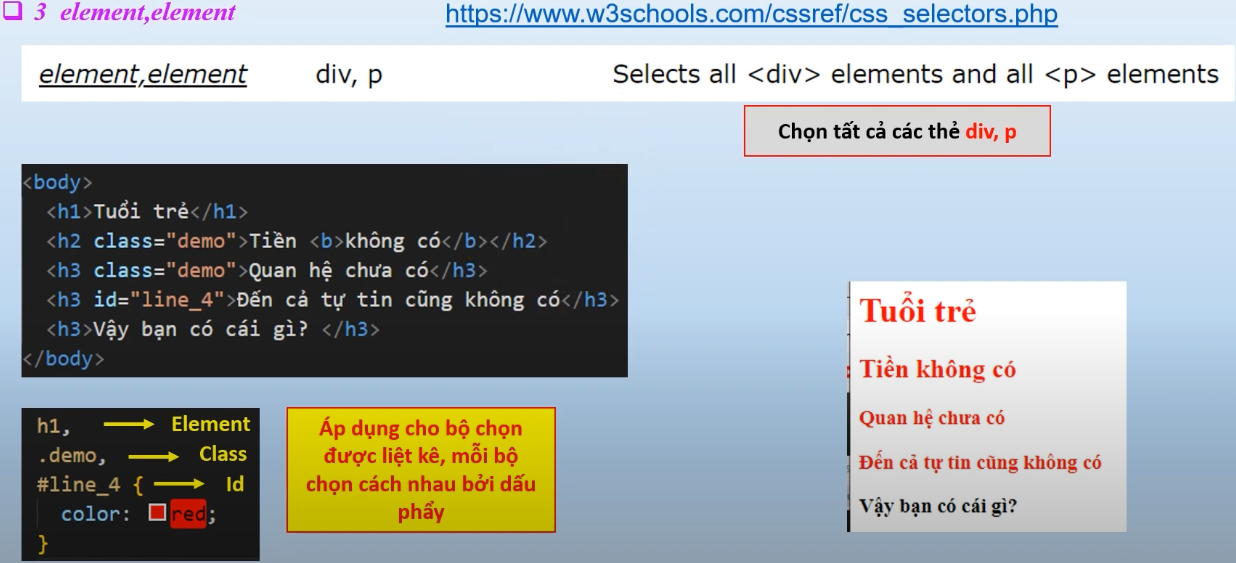 ❑ 3 element,element
https://www.w3schools.com/cssref/css_selectors.php
element,element div, p Selects all <div> elements and all <p> elements
Chọn tất cả các thẻ div, p
<body>
<h1>Tuổi trẻ</h1>
<h2 class="demo">Tiền <b>không có</b></h2>
<h3 class="demo">Quan hệ chưa có</h3>
<h3 id="line_4">Đến cả tự tin cũng không có</h3>
<h3>Vậy bạn có cái gì? </h3>
</body>
h1, Element
.demo, Class
#line_4 { Id
color: red;
}
Áp dụng cho bộ chọn
được liệt kê, mỗi bộ
chọn cách nhau bởi dấu
phẩy
Tuổi trẻ
Tiền không có
Quan hệ chưa có
Đến cả tự tin cũng không có
Vậy bạn có cái gì?